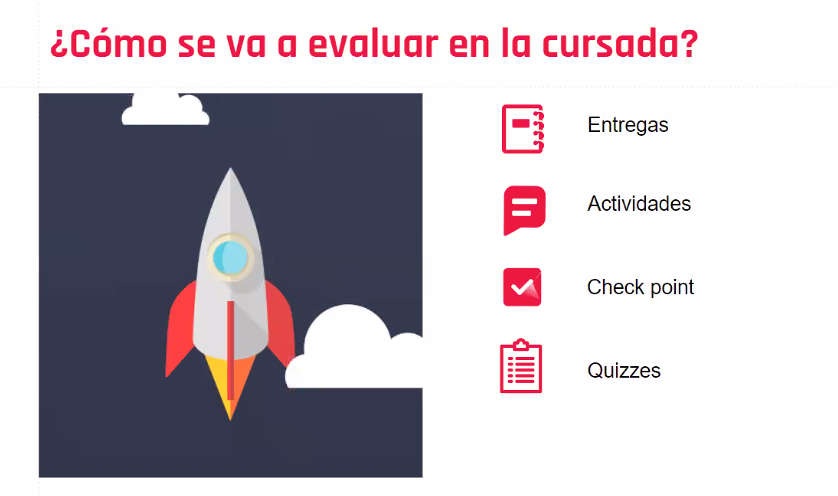 ¿Cómo se va a evaluar en la cursada?
Entregas
Actividades
Check point
Quizzes